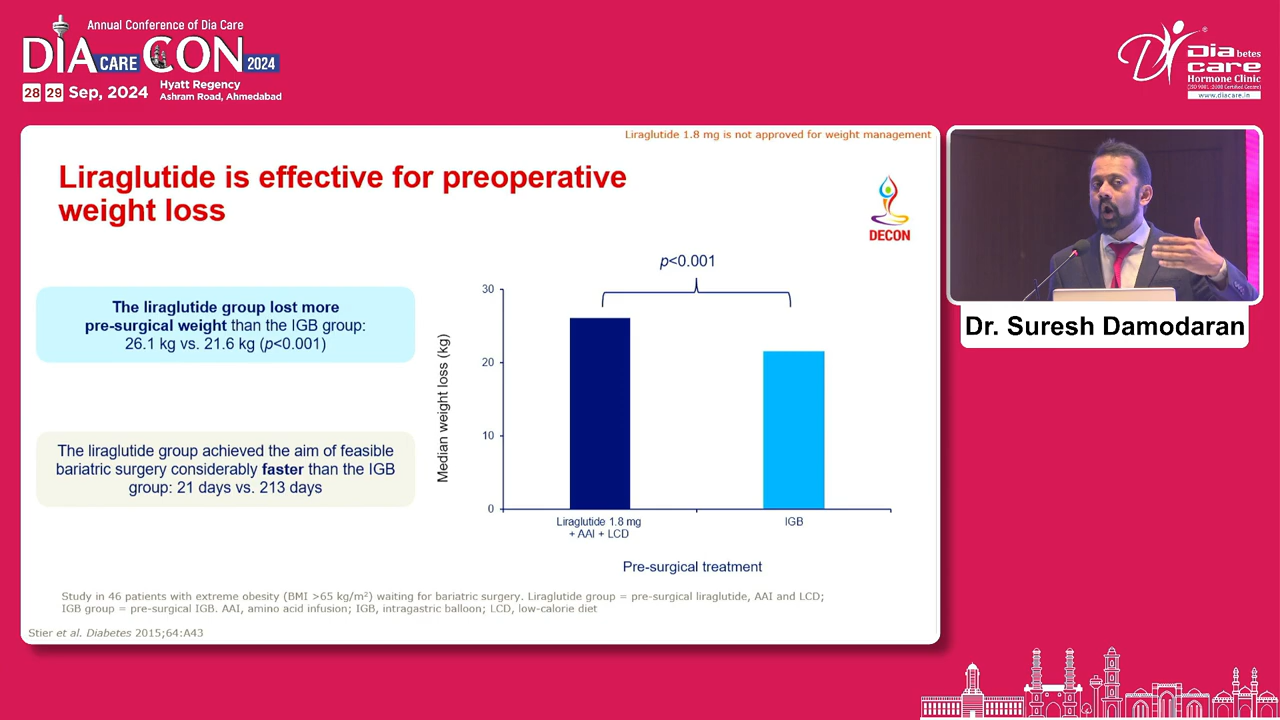 Annual Conference of Dia Care
DIA CARE CON 2024
28 29 Sep, 2024
Hyatt Regency
Ashram Road, Ahmedabad
Diabetes
care
Hormone Clinic
(ISO 9001 : 2008 Certified Centre)
www.diacare.in
Liraglutide 1.8 mg is not approved for weight management
Liraglutide is effective for preoperative
weight loss
DECON
The liraglutide group lost more
pre-surgical weight than the IGB group:
26.1 kg vs. 21.6 kg (p<0.001)
The liraglutide group achieved the aim of feasible
bariatric surgery considerably faster than the IGB
group: 21 days vs. 213 days
p<0.001
Median weight loss (kg)
30
20
10
0
Liraglutide 1.8 mg
+ AAI + LCD
IGB
Pre-surgical treatment
Study in 46 patients with extreme obesity (BMI >65 kg/m²) waiting for bariatric surgery. Liraglutide group = pre-surgical liraglutide, AAI and LCD;
IGB group = pre-surgical IGB. AAI, amino acid infusion; IGB, intragastric balloon; LCD, low-calorie diet
Stier et al. Diabetes 2015;64:A43
Dr. Suresh Damodaran